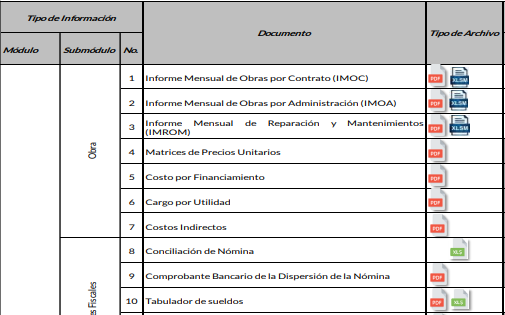 Tipo de Información
Documento
Tipo de Archivo
Módulo
Submódulo
No.
Obra
1 Informe Mensual de Obras por Contrato (IMOC) PDF XLSM
2 Informe Mensual de Obras por Administración (IMOA) PDF XLSM
3 Informe Mensual de Reparación y Mantenimientos
(IMROM) PDF XLSM
4 Matrices de Precios Unitarios PDF
5 Costo por Financiamiento PDF
6 Cargo por Utilidad PDF
7 Costos Indirectos PDF
es Fiscales
8 Conciliación de Nómina XLS
9 Comprobante Bancario de la Dispersión de la Nómina PDF
10 Tabulador de sueldos PDF XLS